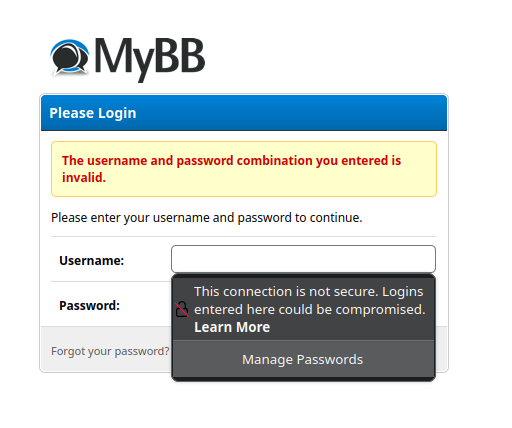 MyBB
Please Login
The username and password combination you entered is
invalid.
Please enter your username and password to continue.
Username:
This connection is not secure. Logins
entered here could be compromised.
Learn More
Password:
Manage Passwords
Forgot your password?